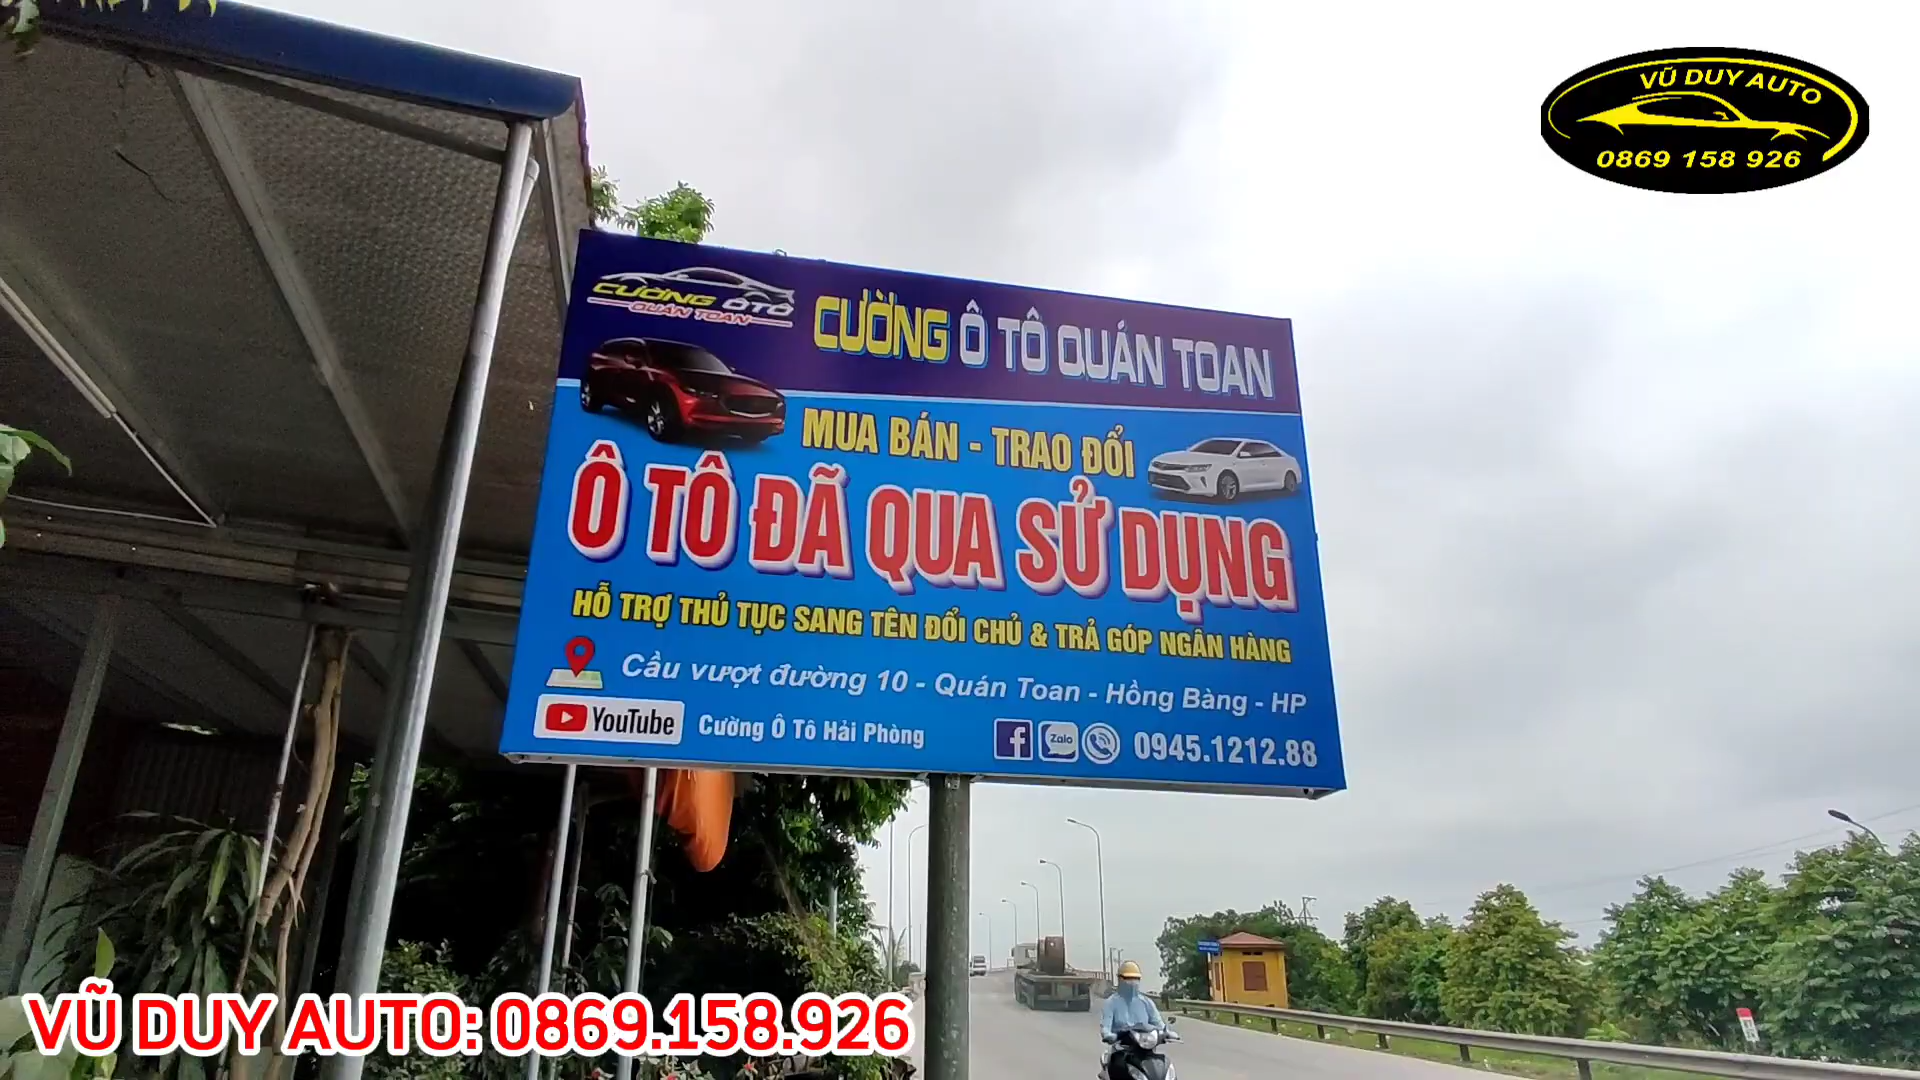 VŨ DUY AUTO
0869 158 926
CƯỜNG ÔTÔ
QUÁN TOAN
CƯỜNG Ô TÔ QUÁN TOAN
MUA BÁN - TRAO ĐỔI
Ô TÔ ĐÃ QUA SỬ DỤNG
HỖ TRỢ THỦ TỤC SANG TÊN ĐỔI CHỦ & TRẢ GÓP NGÂN HÀNG
Cầu vượt đường 10 - Quán Toan - Hồng Bàng - HP
YouTube Cường Ô Tô Hải Phòng
Zalo 0945.1212.88
VŨ DUY AUTO: 0869.158.926